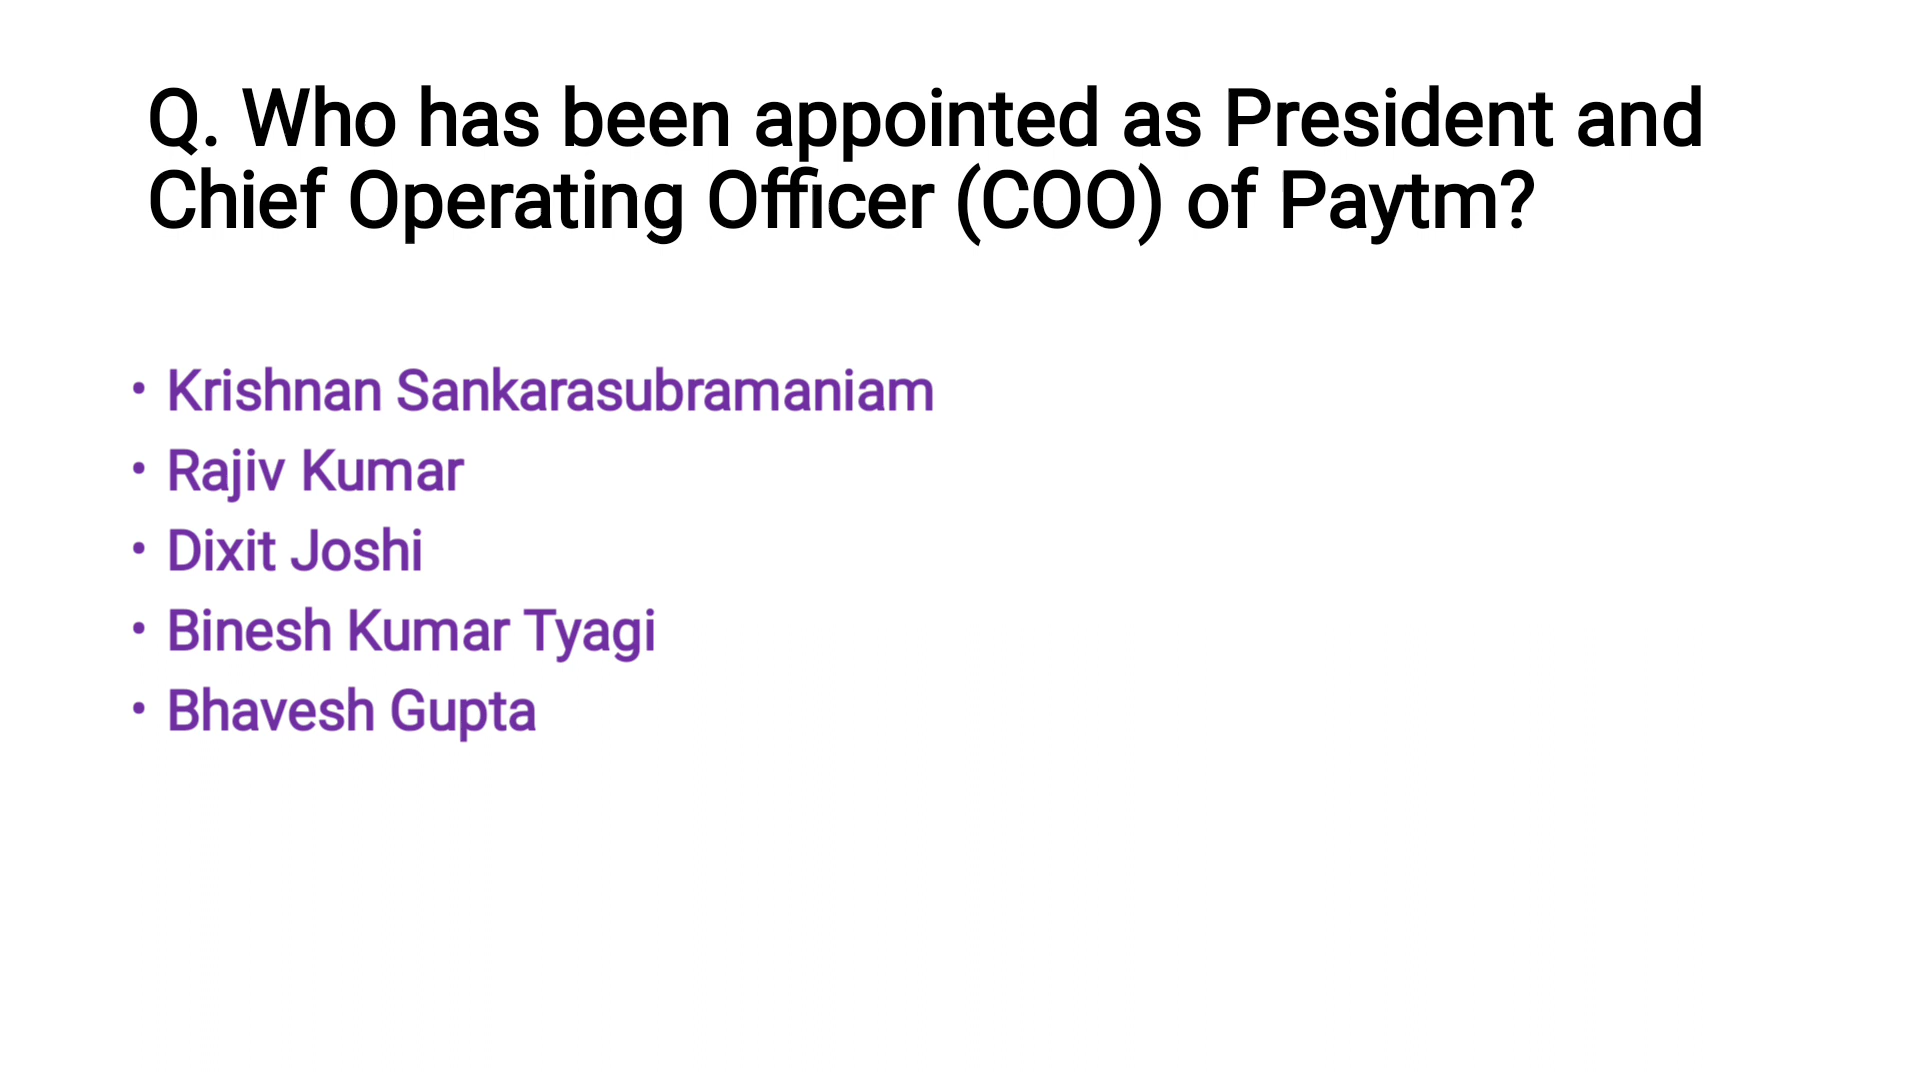 Q. Who has been appointed as President and
Chief Operating Officer (COO) of Paytm?
• Krishnan Sankarasubramaniam
• Rajiv Kumar
• Dixit Joshi
• Binesh Kumar Tyagi
• Bhavesh Gupta